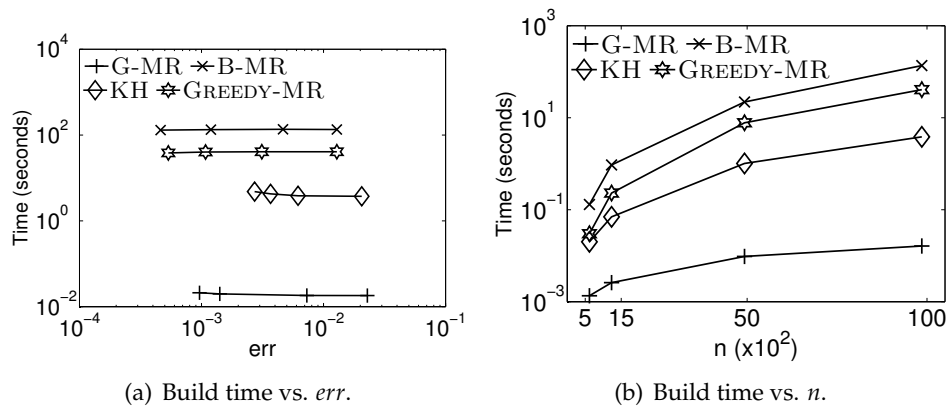 10^4
G-MR B-MR
KH GREEDY-MR
10^2
10^0
10^-2
10^-4 10^-3 10^-2 10^-1
Time (seconds)
err
(a) Build time vs. err.
10^3
G-MR B-MR
KH GREEDY-MR
10^1
10^-1
10^-3
5 15 50 100
Time (seconds)
n (x10^2)
(b) Build time vs. n.